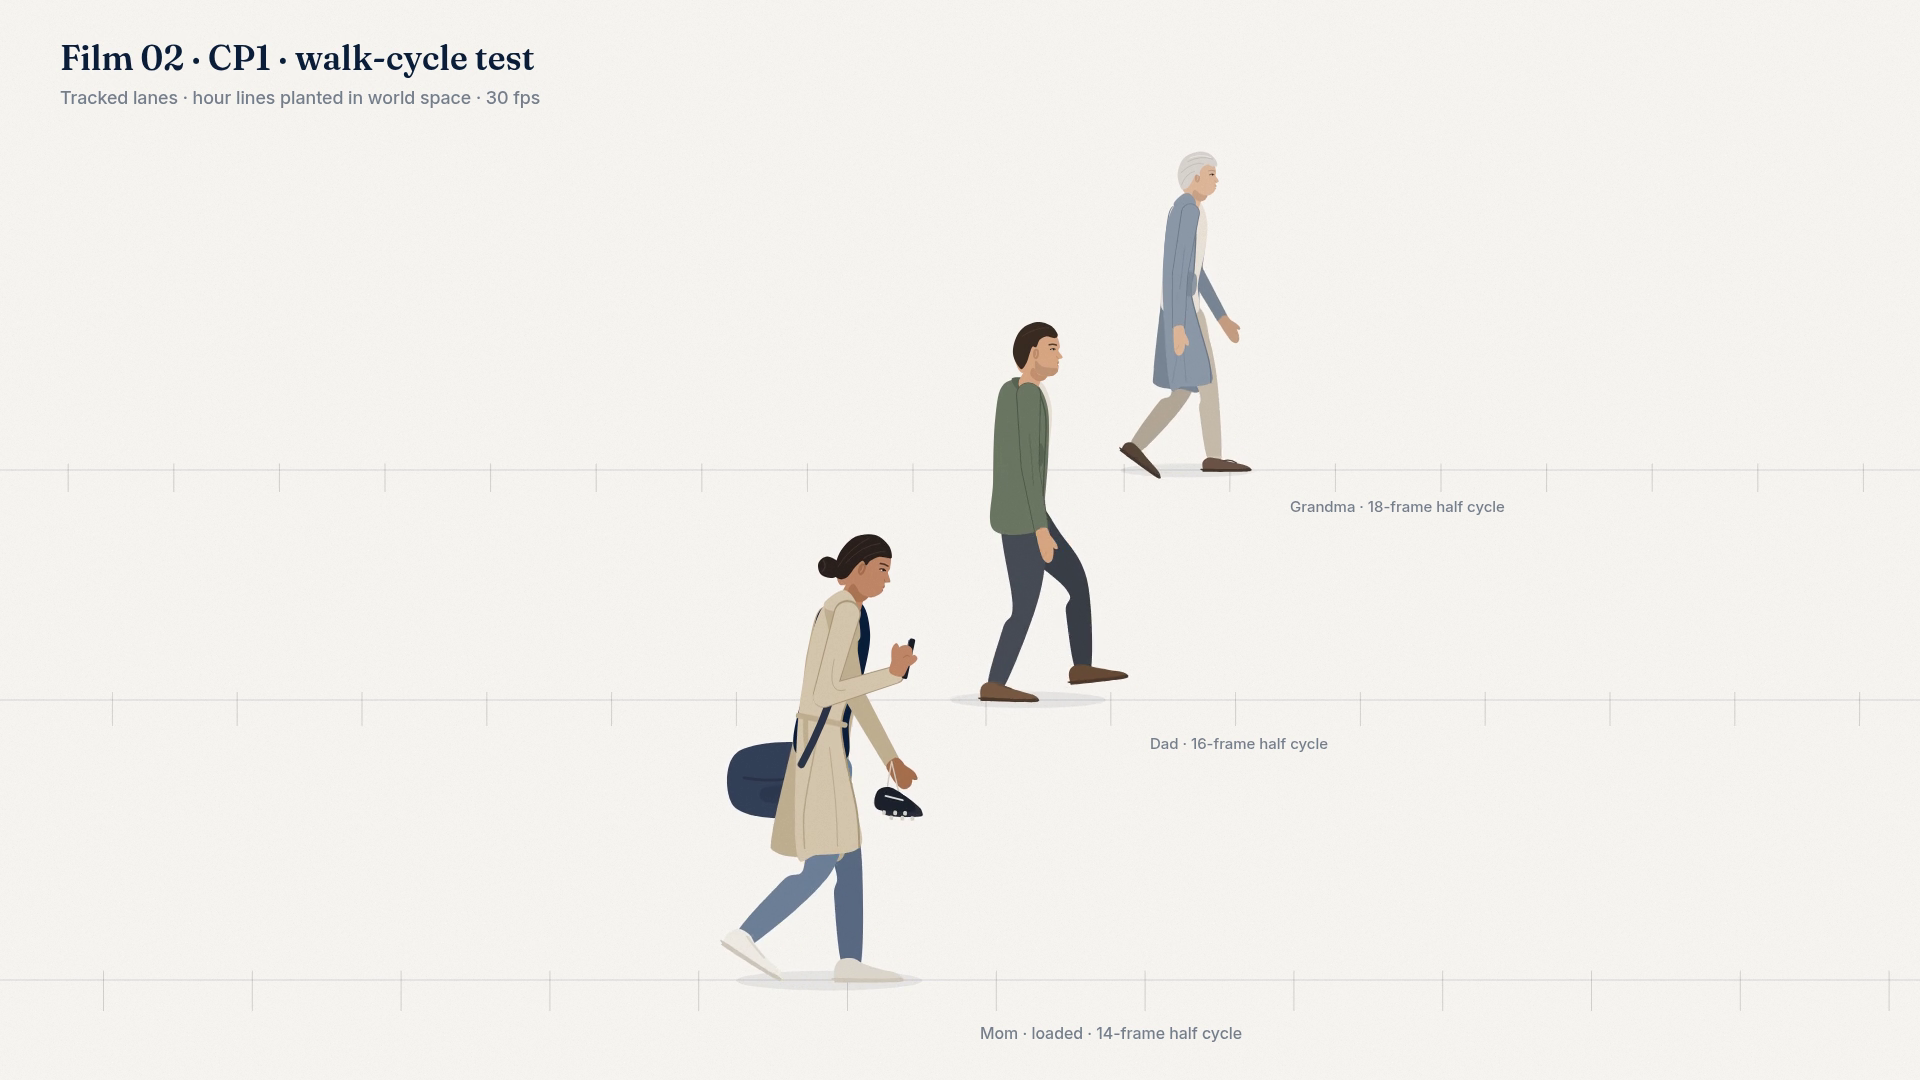 Film 02 · CP1 · walk-cycle test
Tracked lanes · hour lines planted in world space · 30 fps
Grandma · 18-frame half cycle
Dad · 16-frame half cycle
Mom · loaded · 14-frame half cycle